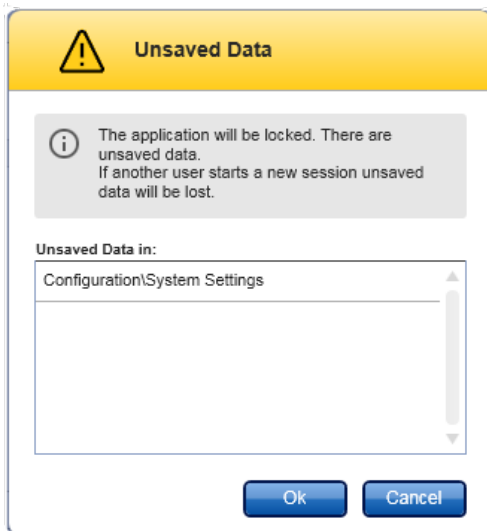 Unsaved Data
The application will be locked. There are
unsaved data.
If another user starts a new session unsaved
data will be lost.
Unsaved Data in:
Configuration\System Settings
Ok
Cancel